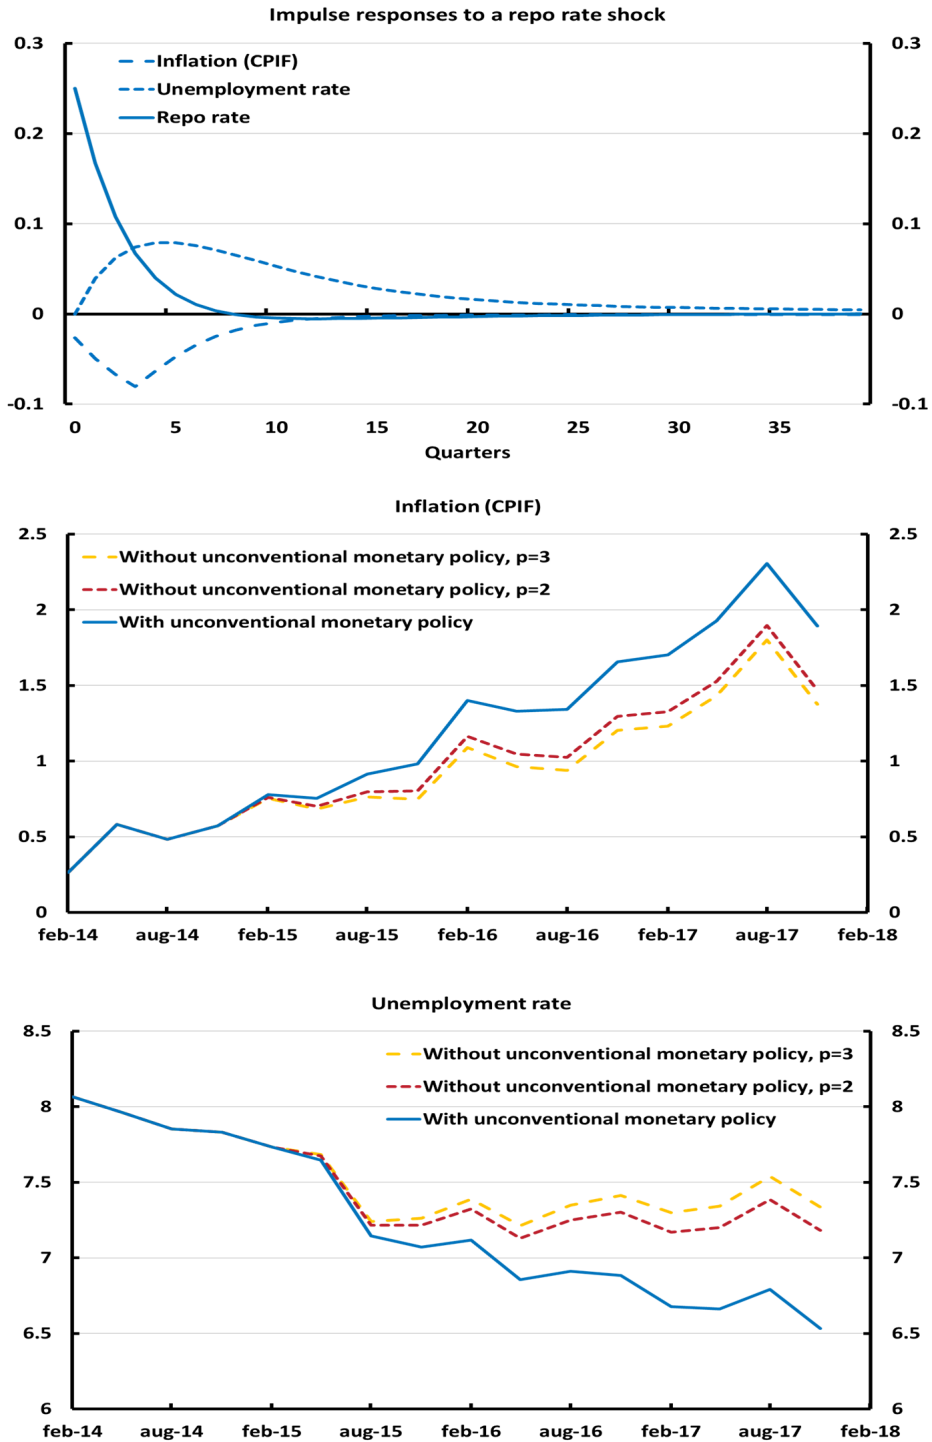 Impulse responses to a repo rate shock
0.3 0.3
Inflation (CPIF)
Unemployment rate
Repo rate
0.2 0.2
0.1 0.1
0 0
-0.1 -0.1
0 5 10 15 20 25 30 35
Quarters
Inflation (CPIF)
2.5 2.5
Without unconventional monetary policy, p=3
Without unconventional monetary policy, p=2
2 2
With unconventional monetary policy
1.5 1.5
1 1
0.5 0.5
0 0
feb-14 aug-14 feb-15 aug-15 feb-16 aug-16 feb-17 aug-17 feb-18
Unemployment rate
8.5 8.5
Without unconventional monetary policy, p=3
Without unconventional monetary policy, p=2
8 8
With unconventional monetary policy
7.5 7.5
7 7
6.5 6.5
6 6
feb-14 aug-14 feb-15 aug-15 feb-16 aug-16 feb-17 aug-17 feb-18